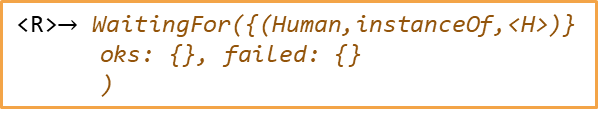 <R>→ WaitingFor({(Human,instanceOf,<H>)}
oks: {}, failed: {}
)